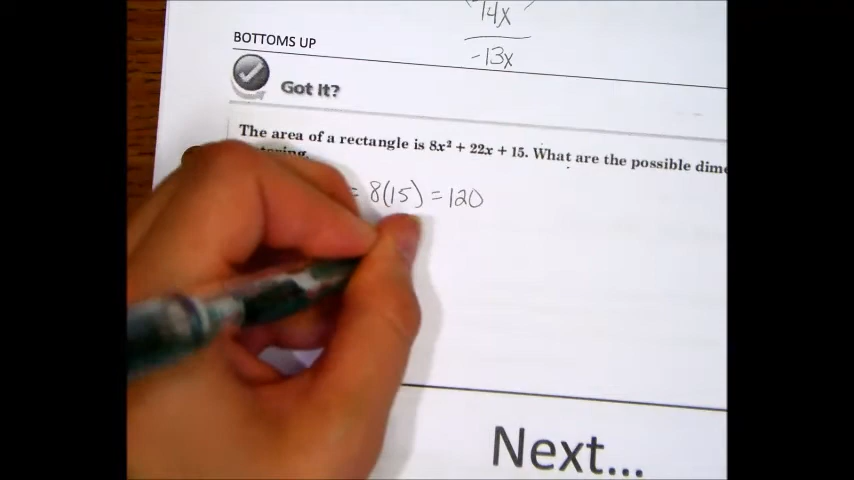 14x
-13x
BOTTOMS UP
Got It?
The area of a rectangle is 8x² + 22x + 15. What are the possible dime
= 8(15) = 120
Next...